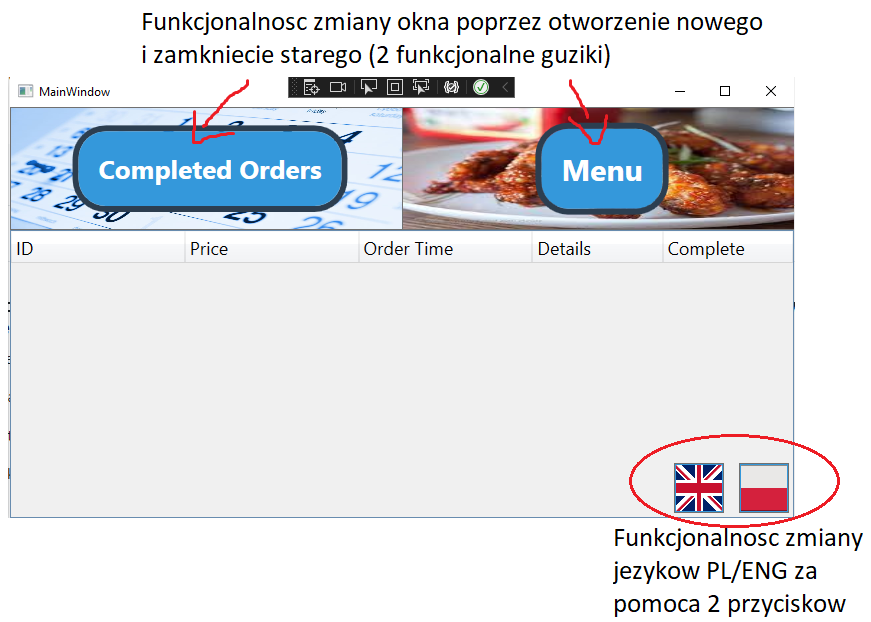 Funkcjonalnosc zmiany okna poprzez otworzenie nowego
i zamkniecie starego (2 funkcjonalne guziki)
MainWindow
Completed Orders
Menu
ID Price Order Time Details Complete
Funkcjonalnosc zmiany
jezykow PL/ENG za
pomoca 2 przyciskow